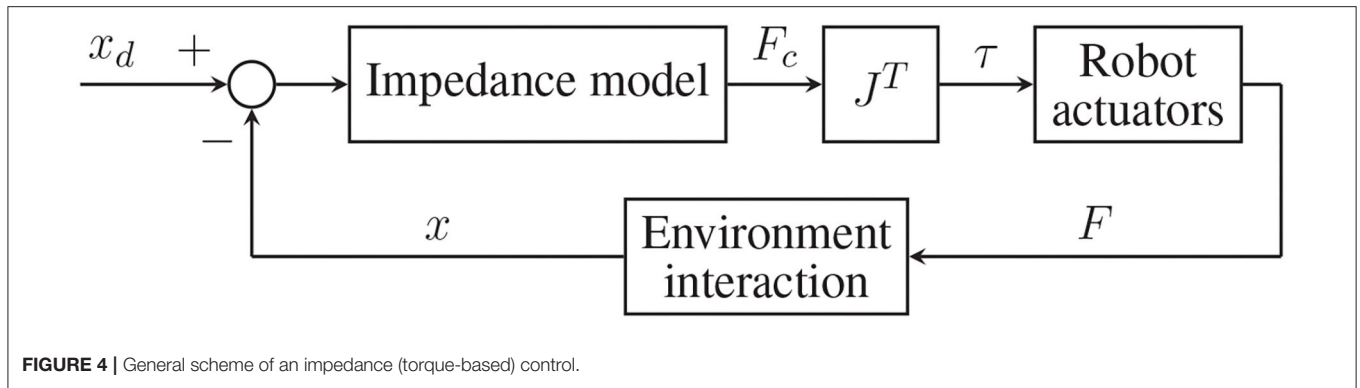 x_d + Impedance model F_c J^T τ Robot
actuators
− x Environment F
interaction
FIGURE 4 | General scheme of an impedance (torque-based) control.